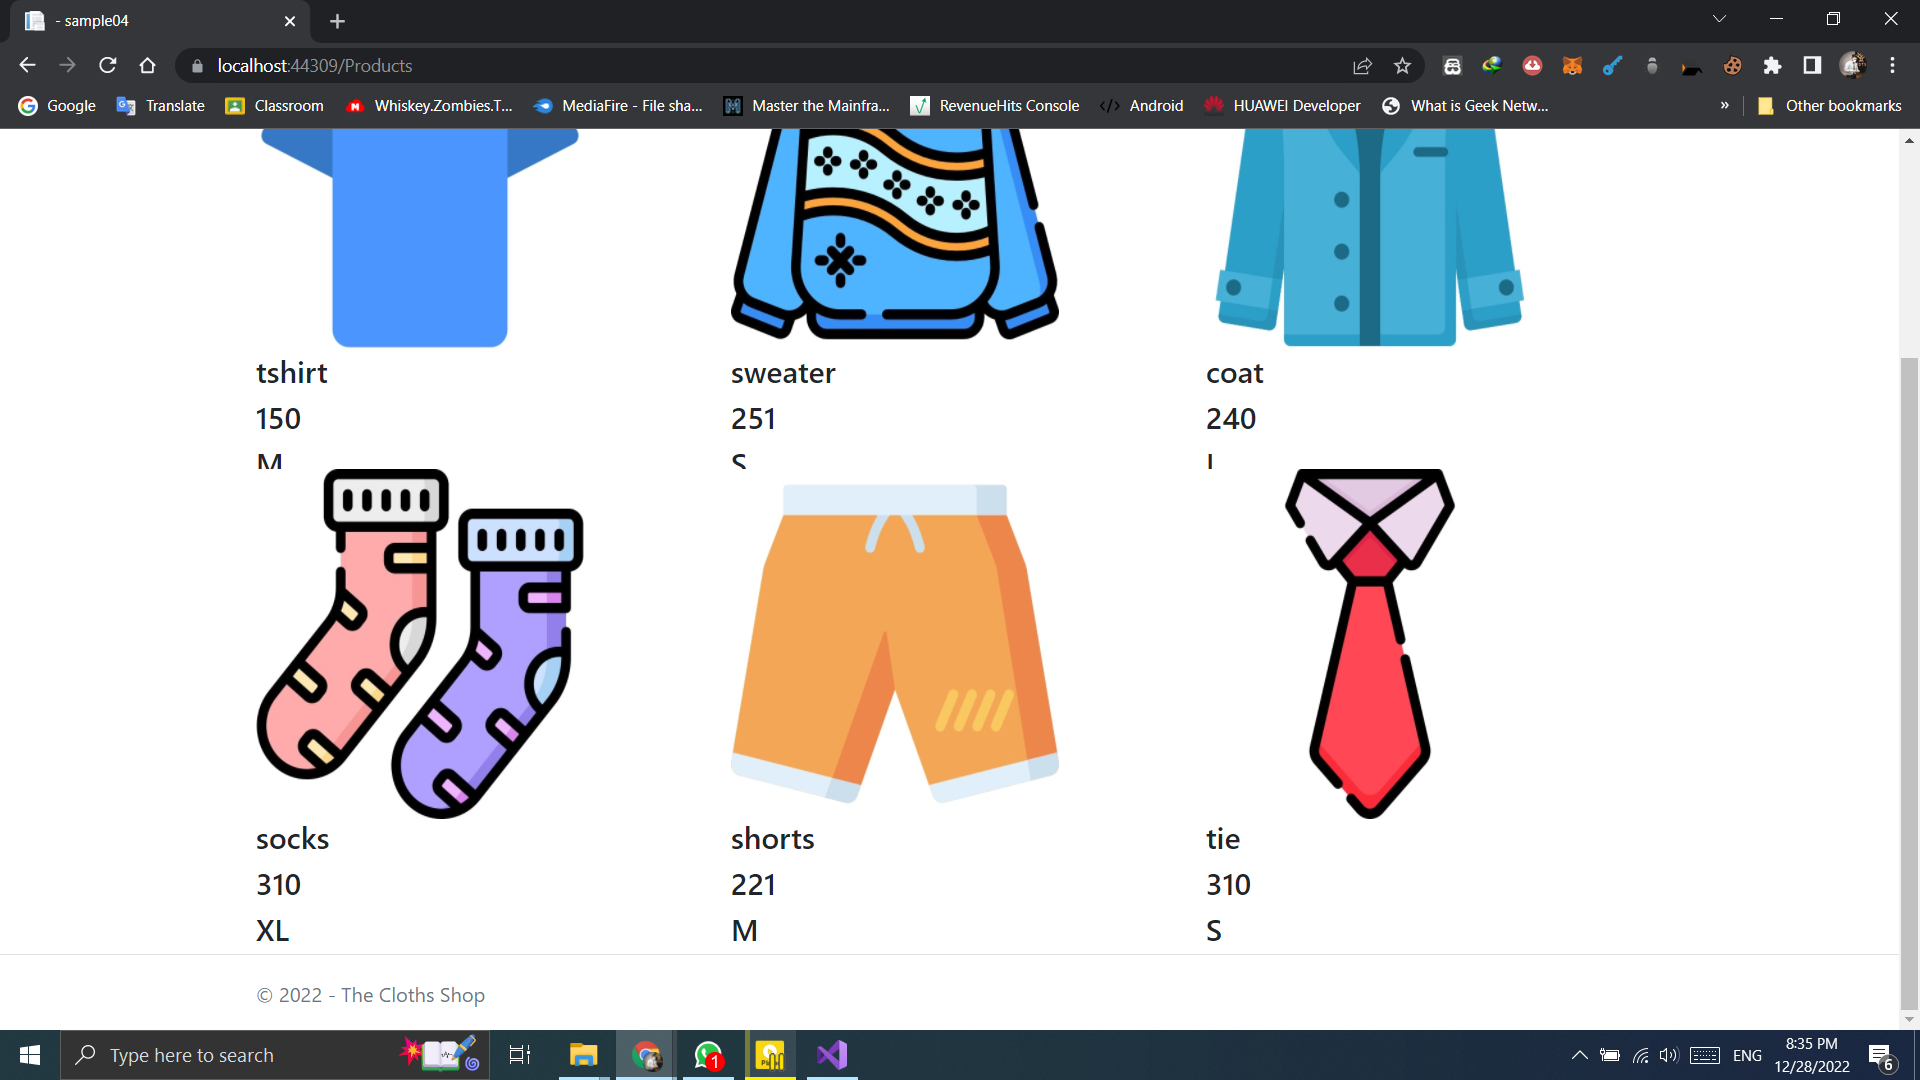 - sample04
localhost:44309/Products
Google Translate Classroom Whiskey.Zombies.T... MediaFire - File sha... Master the Mainfra... RevenueHits Console Android HUAWEI Developer What is Geek Netw... » Other bookmarks
tshirt sweater coat
150 251 240
M S L
socks shorts tie
310 221 310
XL M S
© 2022 - The Cloths Shop
Type here to search
1
ENG
8:35 PM
12/28/2022
6